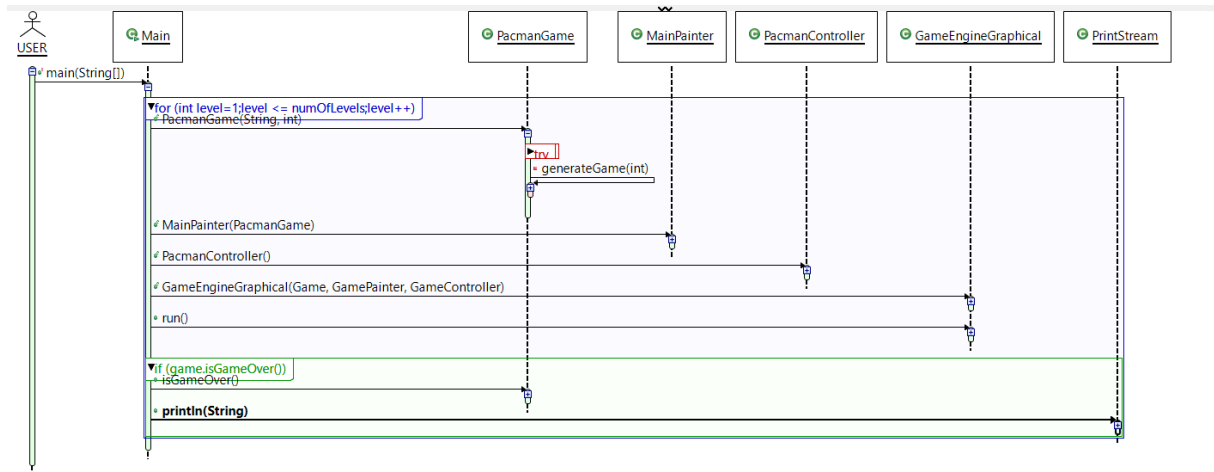 USER
Main
PacmanGame
MainPainter
PacmanController
GameEngineGraphical
PrintStream
main(String[])
for (int level=1;level <= numOfLevels;level++)
PacmanGame(String, int)
try
generateGame(int)
MainPainter(PacmanGame)
PacmanController()
GameEngineGraphical(Game, GamePainter, GameController)
run()
if (game.isGameOver())
isGameOver()
println(String)